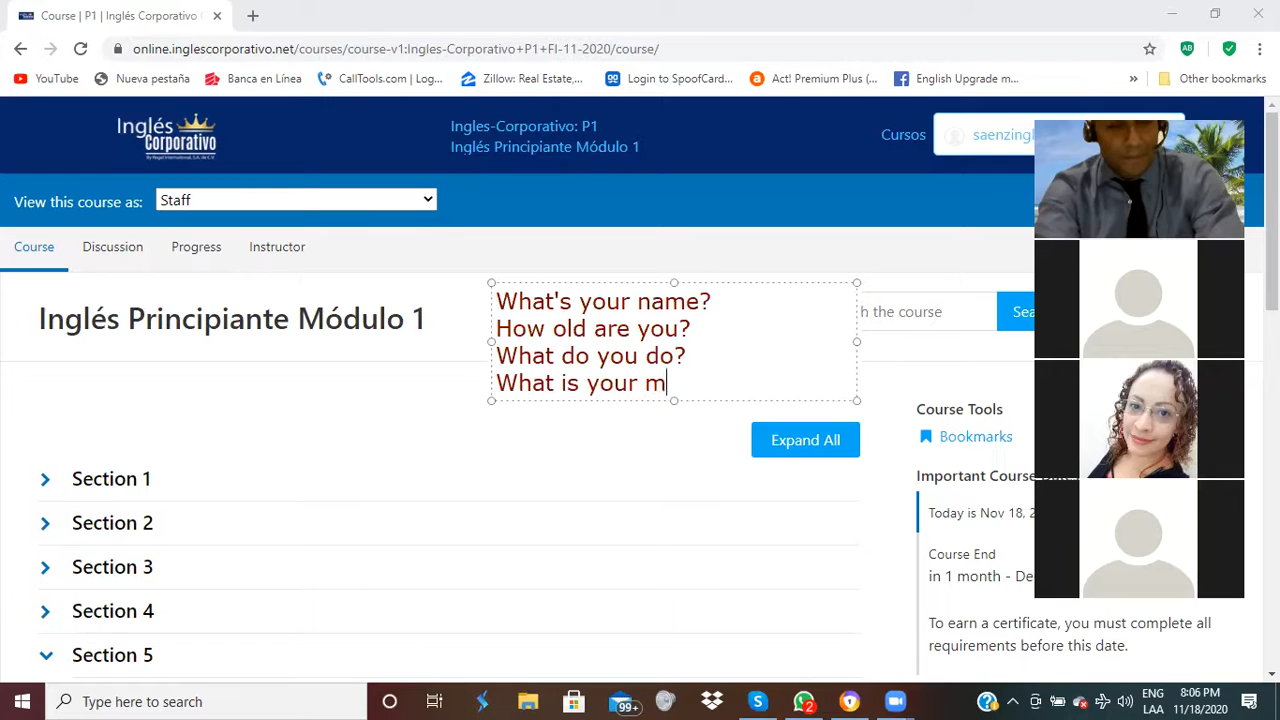 Course | P1 | Inglés Corporativo
online.inglescorporativo.net/courses/course-v1:Ingles-Corporativo+P1+FI-11-2020/course/
YouTube Nueva pestaña Banca en Línea CallTools.com | Log... Zillow: Real Estate,... Login to SpoofCard... Act! Premium Plus (... English Upgrade m... » Other bookmarks
Inglés Corporativo
By Nagal International, S.A. de C.V.
Ingles-Corporativo: P1
Inglés Principiante Módulo 1
Cursos
saenzingl
View this course as: Staff
Course Discussion Progress Instructor
Inglés Principiante Módulo 1
What's your name?
How old are you?
What do you do?
What is your m
h the course
Sea
Expand All
Section 1
Section 2
Section 3
Section 4
Section 5
Course Tools
Bookmarks
Important Course
Today is Nov 18, 2
Course End
in 1 month - De
To earn a certificate, you must complete all
requirements before this date.
Type here to search
99+
2
ENG
LAA
8:06 PM
11/18/2020